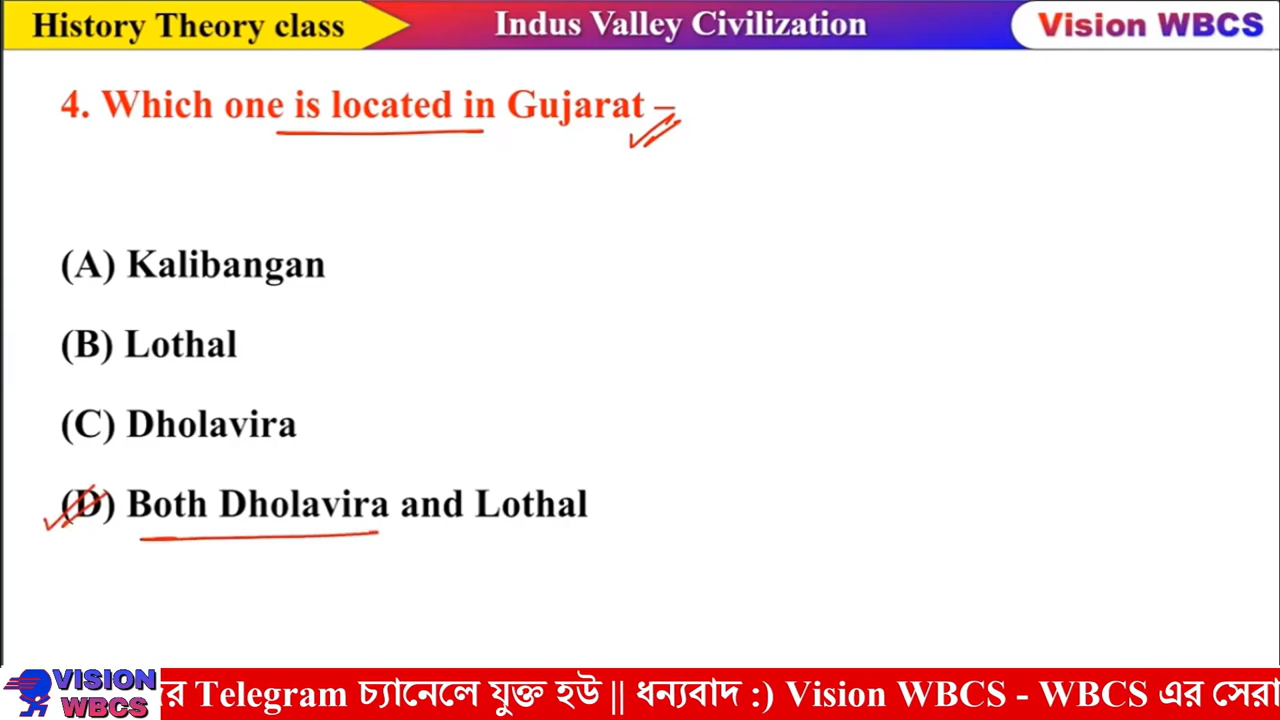 History Theory class
Indus Valley Civilization
Vision WBCS
4. Which one is located in Gujarat –
(A) Kalibangan
(B) Lothal
(C) Dholavira
(D) Both Dholavira and Lothal
VISION
WBCS
Telegram চ্যানেলে যুক্ত হউ || ধন্যবাদ :) Vision WBCS - WBCS এর সেরা